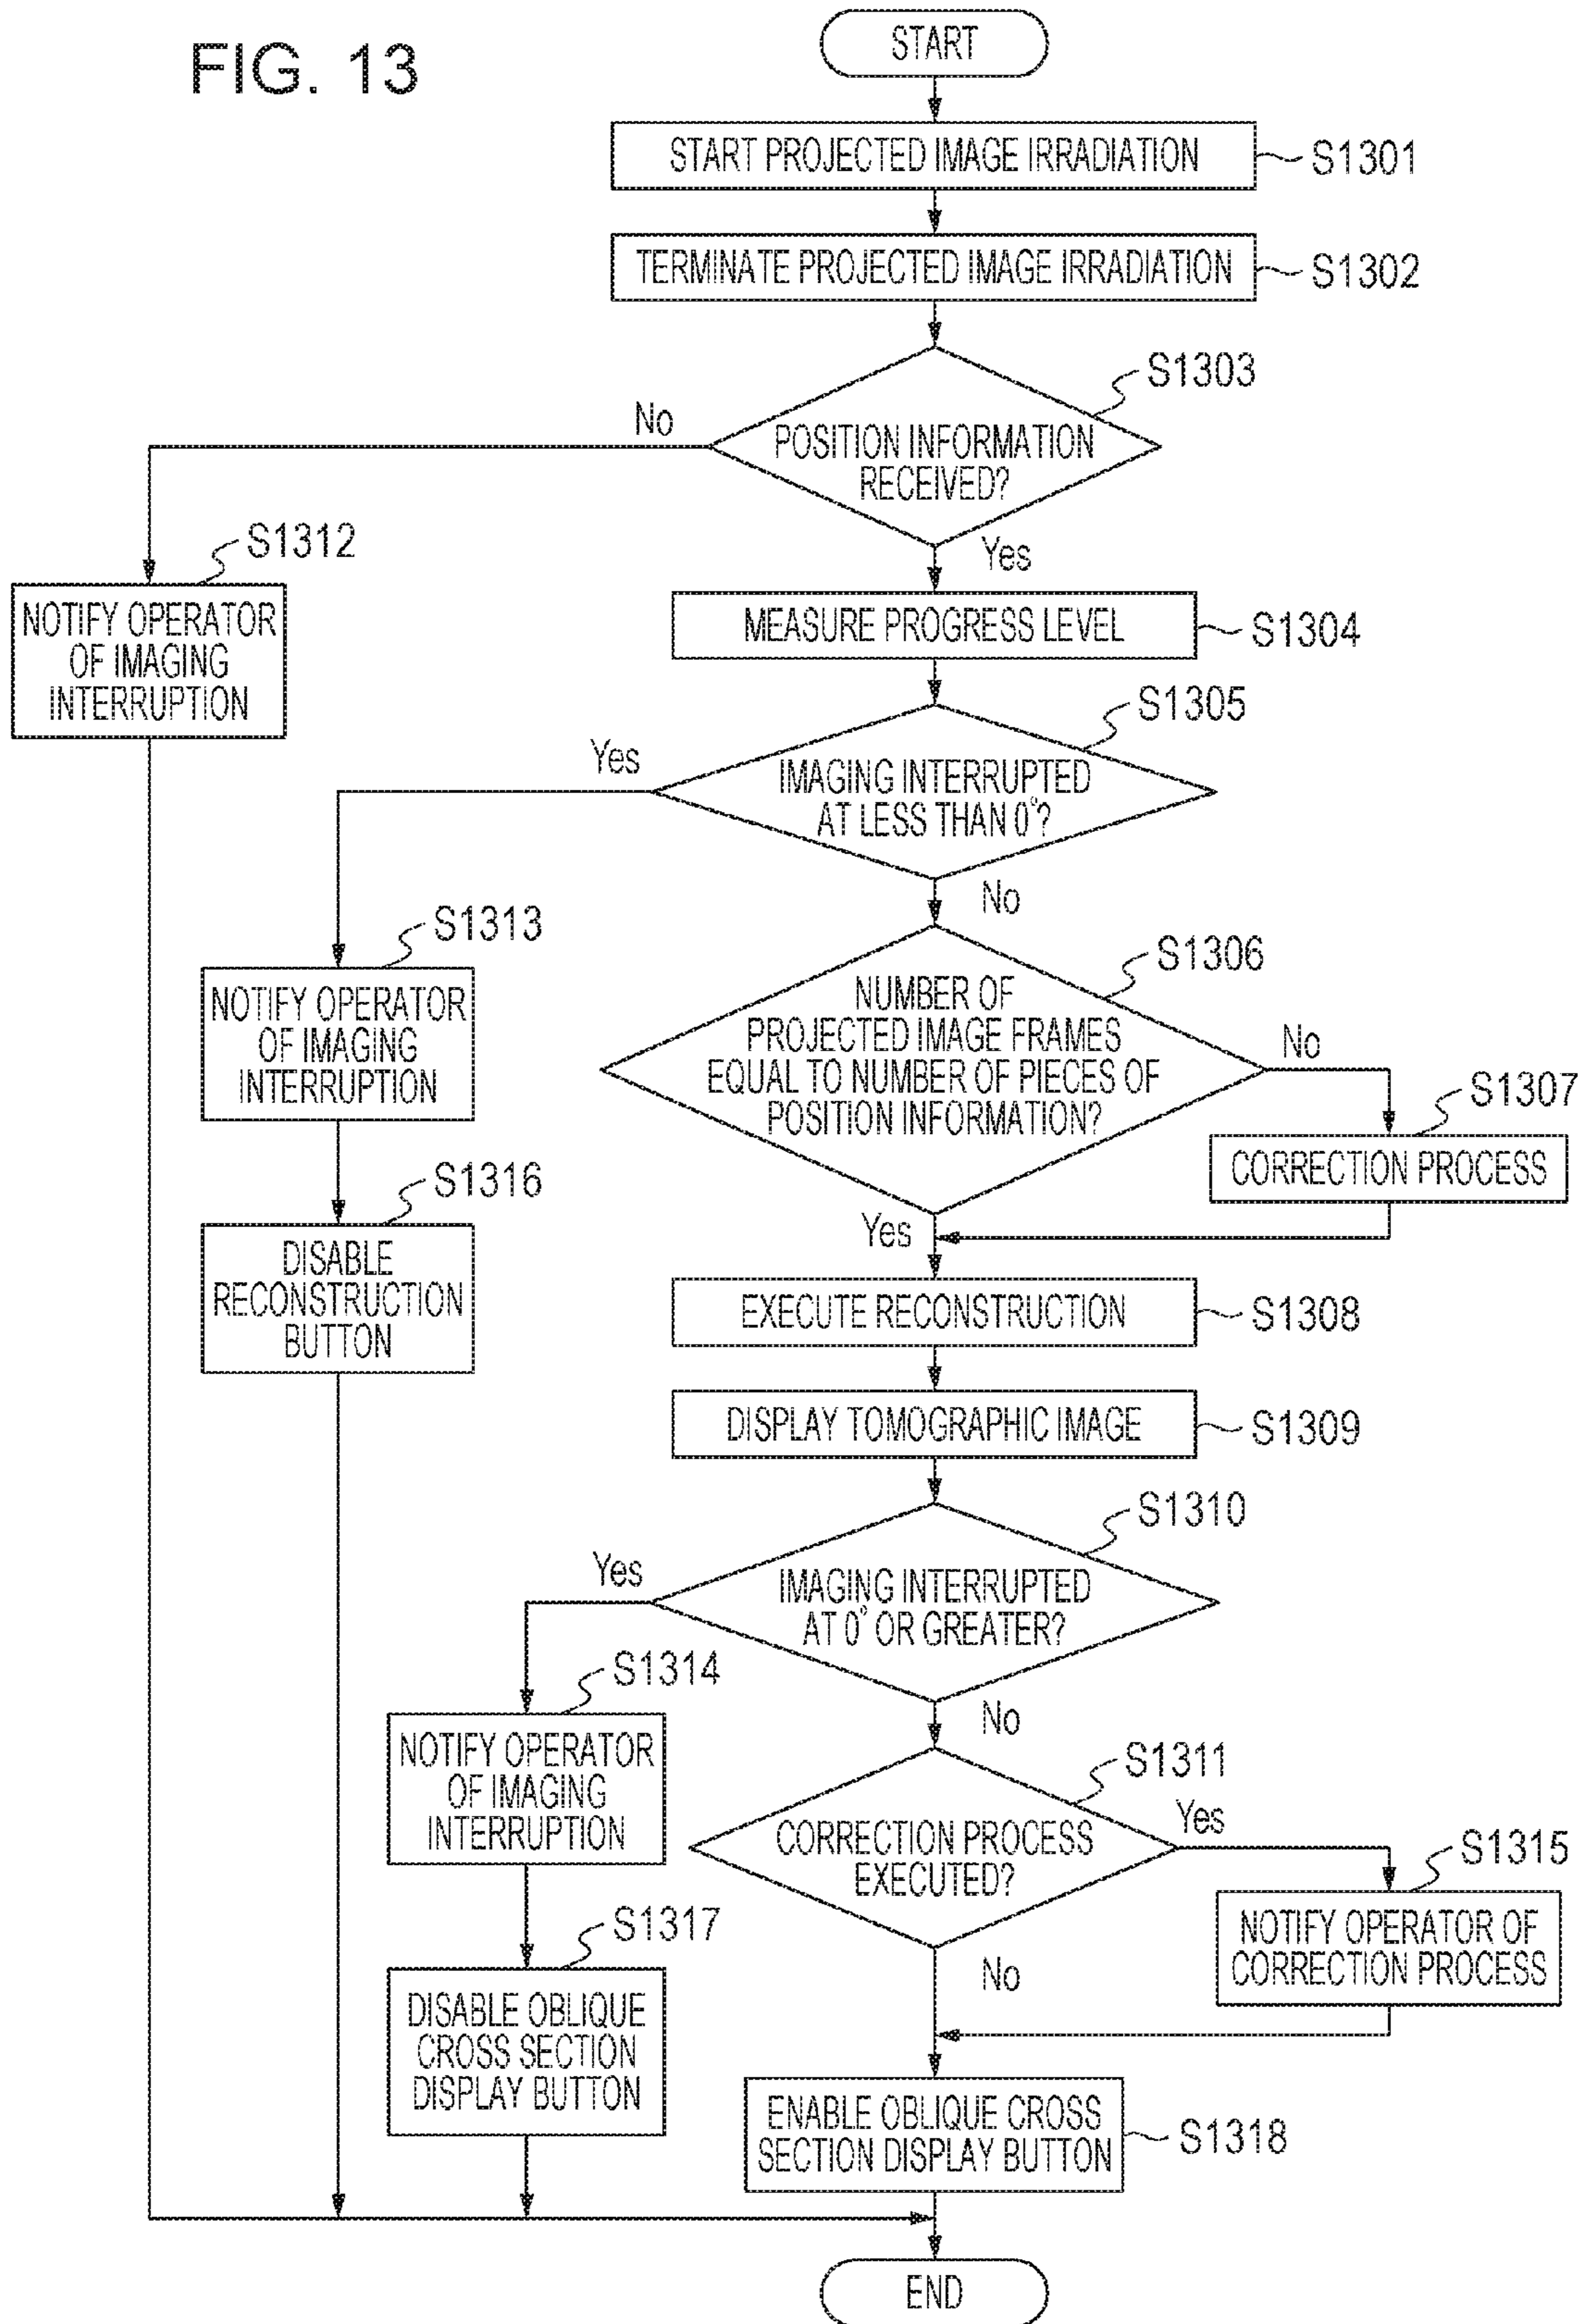 FIG. 13
START
START PROJECTED IMAGE IRRADIATION
S1301
TERMINATE PROJECTED IMAGE IRRADIATION
S1302
S1303
No
POSITION INFORMATION
RECEIVED?
Yes
S1312
NOTIFY OPERATOR
OF IMAGING
INTERRUPTION
MEASURE PROGRESS LEVEL
S1304
S1305
Yes
IMAGING INTERRUPTED
AT LESS THAN 0°?
No
S1313
NOTIFY OPERATOR
OF IMAGING
INTERRUPTION
S1306
NUMBER OF
PROJECTED IMAGE FRAMES
EQUAL TO NUMBER OF PIECES OF
POSITION INFORMATION?
No
S1307
CORRECTION PROCESS
Yes
S1316
DISABLE
RECONSTRUCTION
BUTTON
EXECUTE RECONSTRUCTION
S1308
DISPLAY TOMOGRAPHIC IMAGE
S1309
S1310
Yes
IMAGING INTERRUPTED
AT 0° OR GREATER?
No
S1314
NOTIFY OPERATOR
OF IMAGING
INTERRUPTION
S1311
CORRECTION PROCESS
EXECUTED?
Yes
S1315
NOTIFY OPERATOR OF
CORRECTION PROCESS
No
S1317
DISABLE OBLIQUE
CROSS SECTION
DISPLAY BUTTON
ENABLE OBLIQUE CROSS
SECTION DISPLAY BUTTON
S1318
END